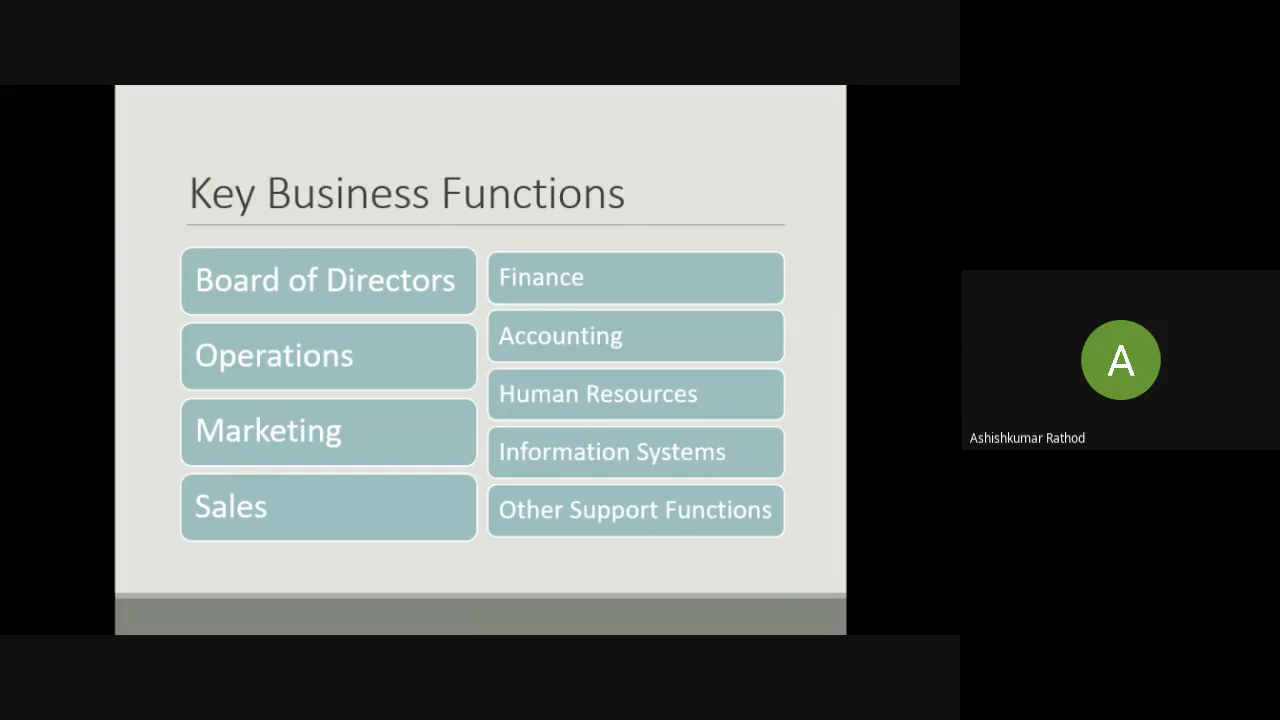 Key Business Functions
Board of Directors
Operations
Marketing
Sales
Finance
Accounting
Human Resources
Information Systems
Other Support Functions
A
Ashishkumar Rathod